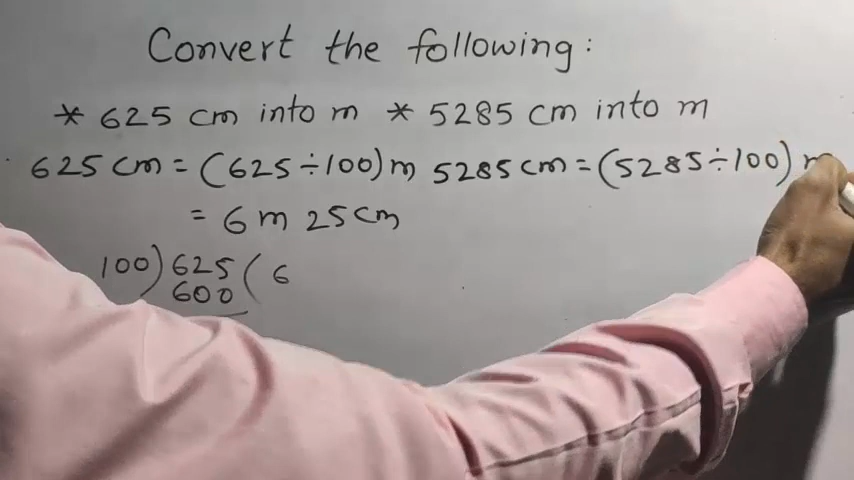 Convert the following:
* 625 cm into m * 5285 cm into m
625 cm = (625÷100) m 5285 cm = (5285÷100) m
= 6 m 25 cm
100)625(6
600